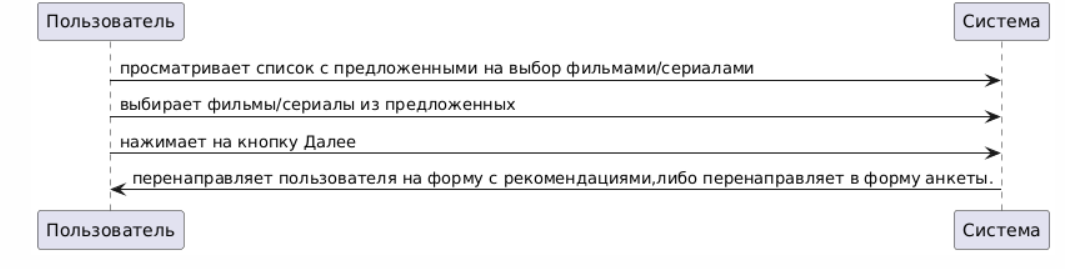 Пользователь Система
просматривает список с предложенными на выбор фильмами/сериалами
выбирает фильмы/сериалы из предложенных
нажимает на кнопку Далее
перенаправляет пользователя на форму с рекомендациями,либо перенаправляет в форму анкеты.
Пользователь Система